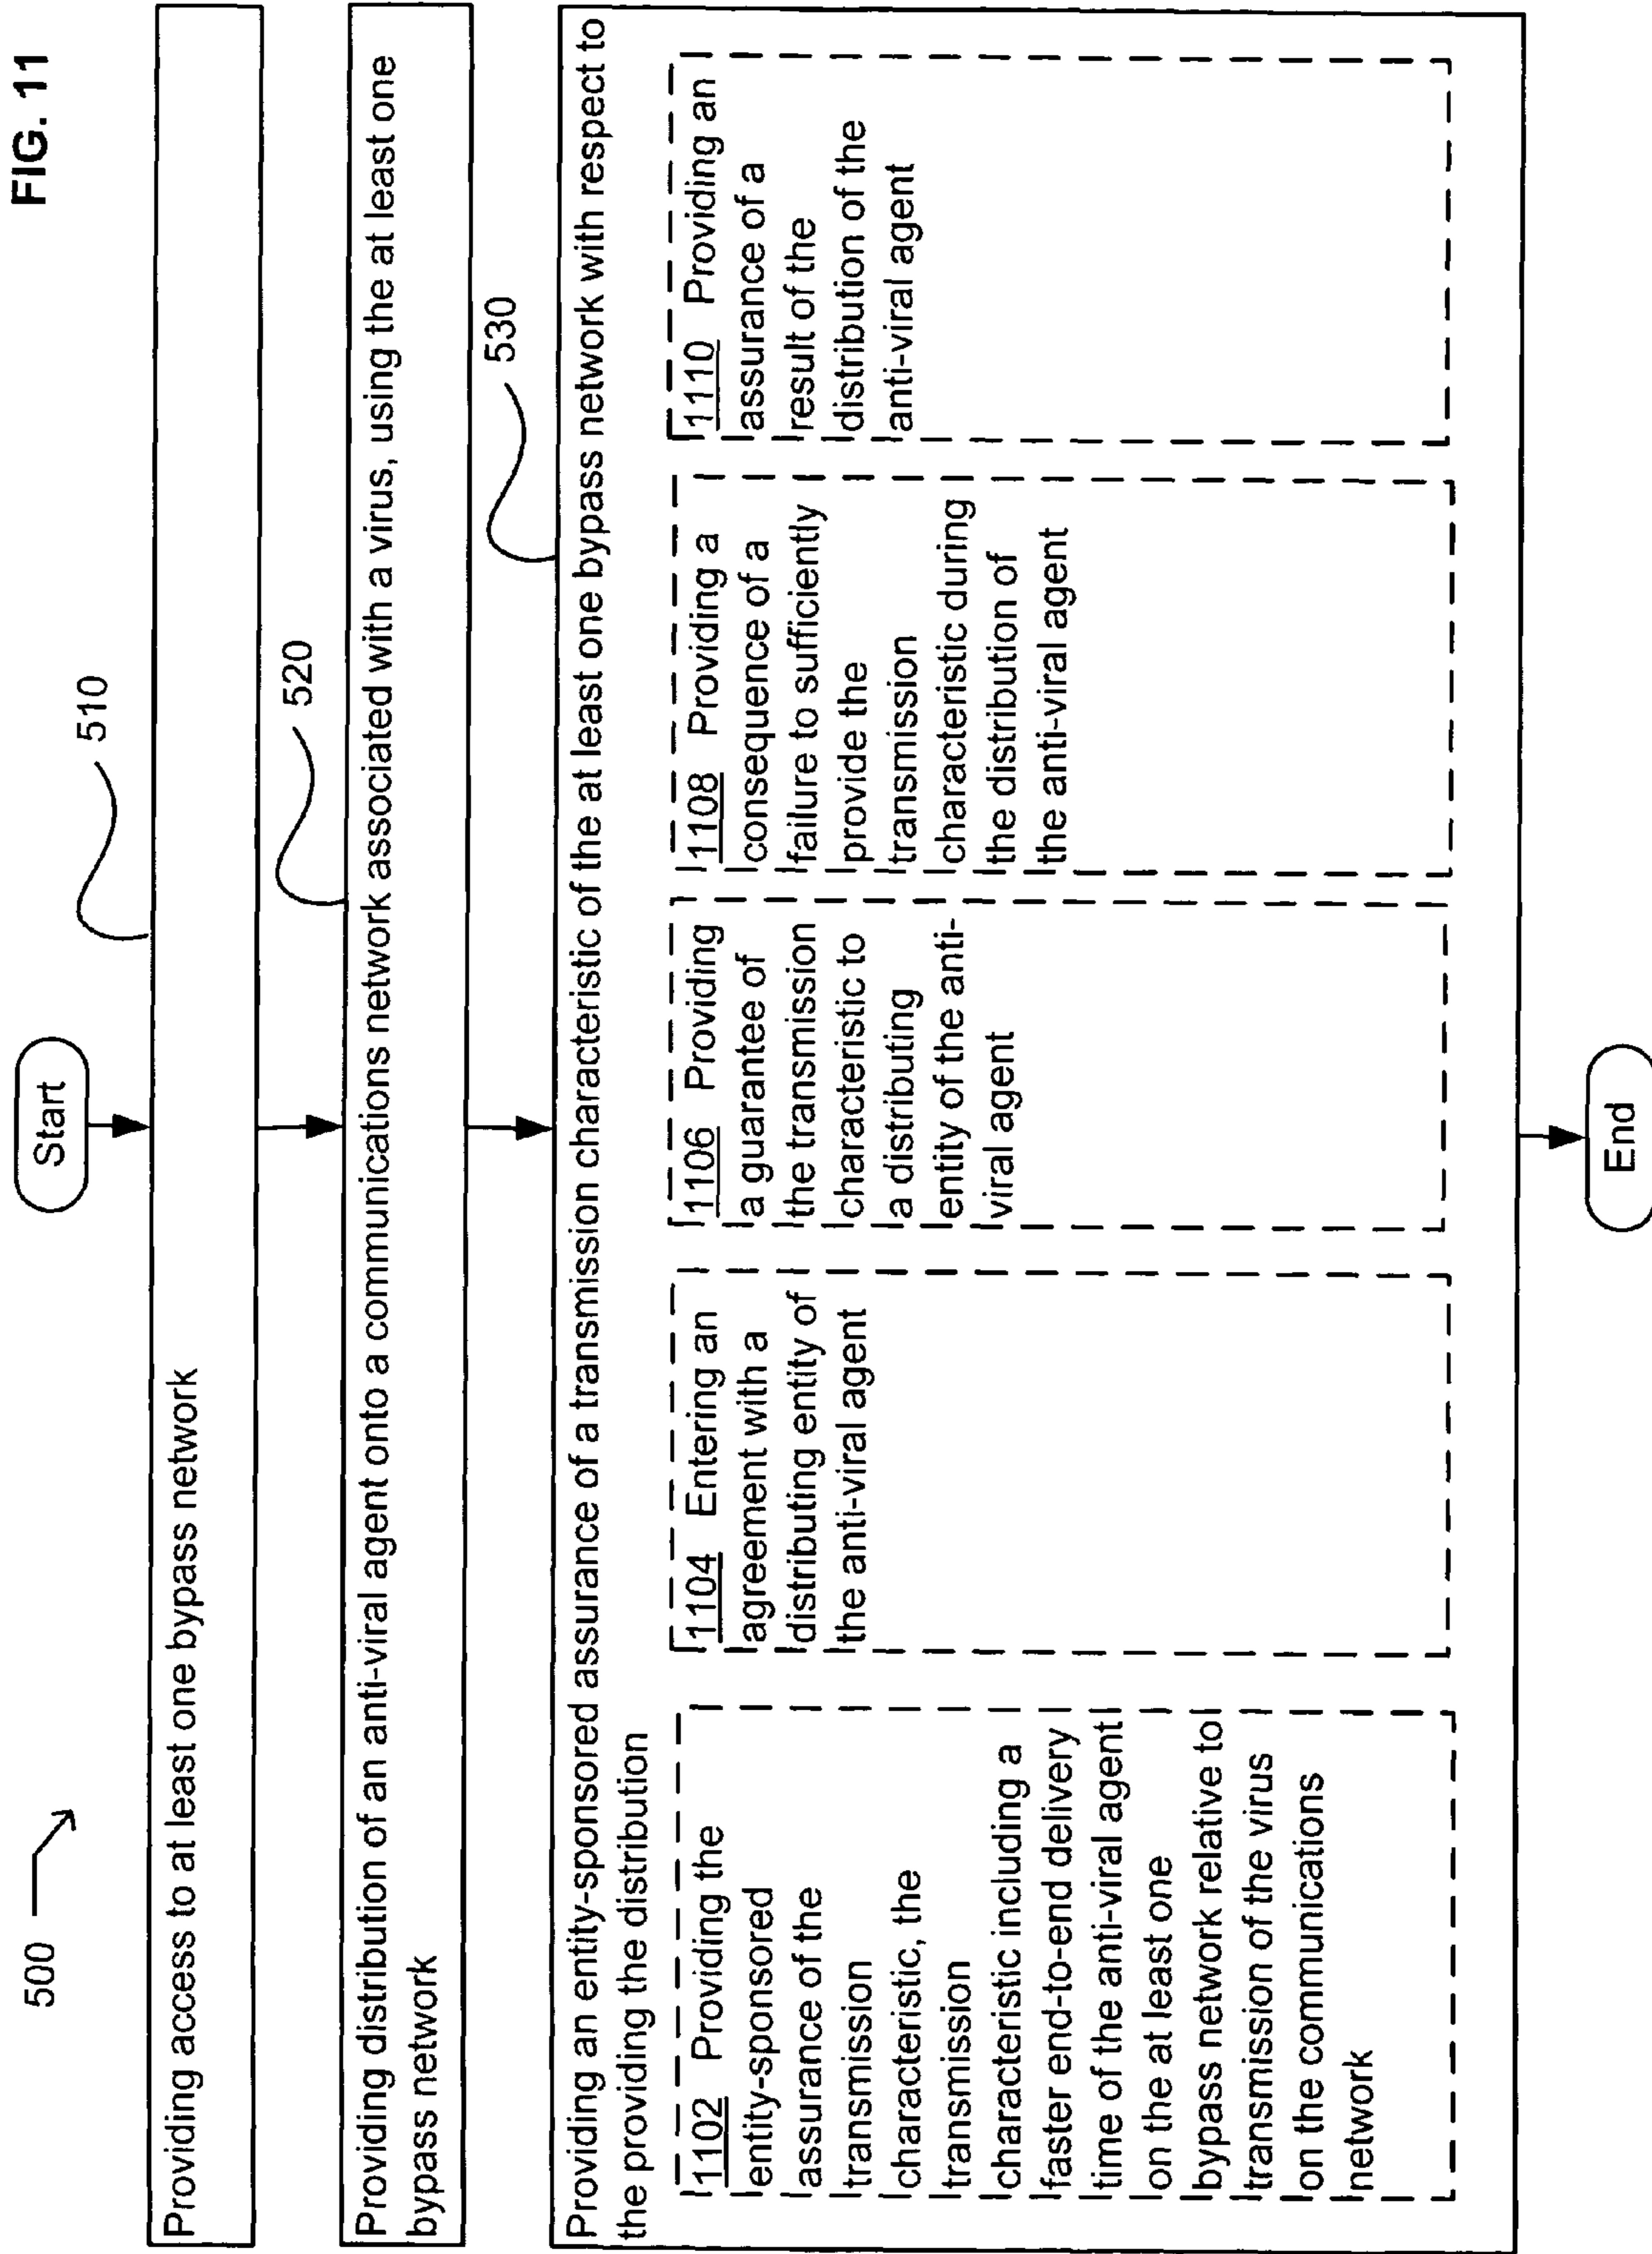 FIG. 11
500
Start
510
Providing access to at least one bypass network
520
Providing distribution of an anti-viral agent onto a communications network associated with a virus, using the at least one
bypass network
530
Providing an entity-sponsored assurance of a transmission characteristic of the at least one bypass network with respect to
the providing the distribution
1102 Providing the
entity-sponsored
assurance of the
transmission
characteristic, the
transmission
characteristic including a
faster end-to-end delivery
time of the anti-viral agent
on the at least one
bypass network relative to
transmission of the virus
on the communications
network
1104 Entering an
agreement with a
distributing entity of
the anti-viral agent
1106 Providing
a guarantee of
the transmission
characteristic to
a distributing
entity of the anti-
viral agent
1108 Providing a
consequence of a
failure to sufficiently
provide the
transmission
characteristic during
the distribution of
the anti-viral agent
1110 Providing an
assurance of a
result of the
distribution of the
anti-viral agent
End